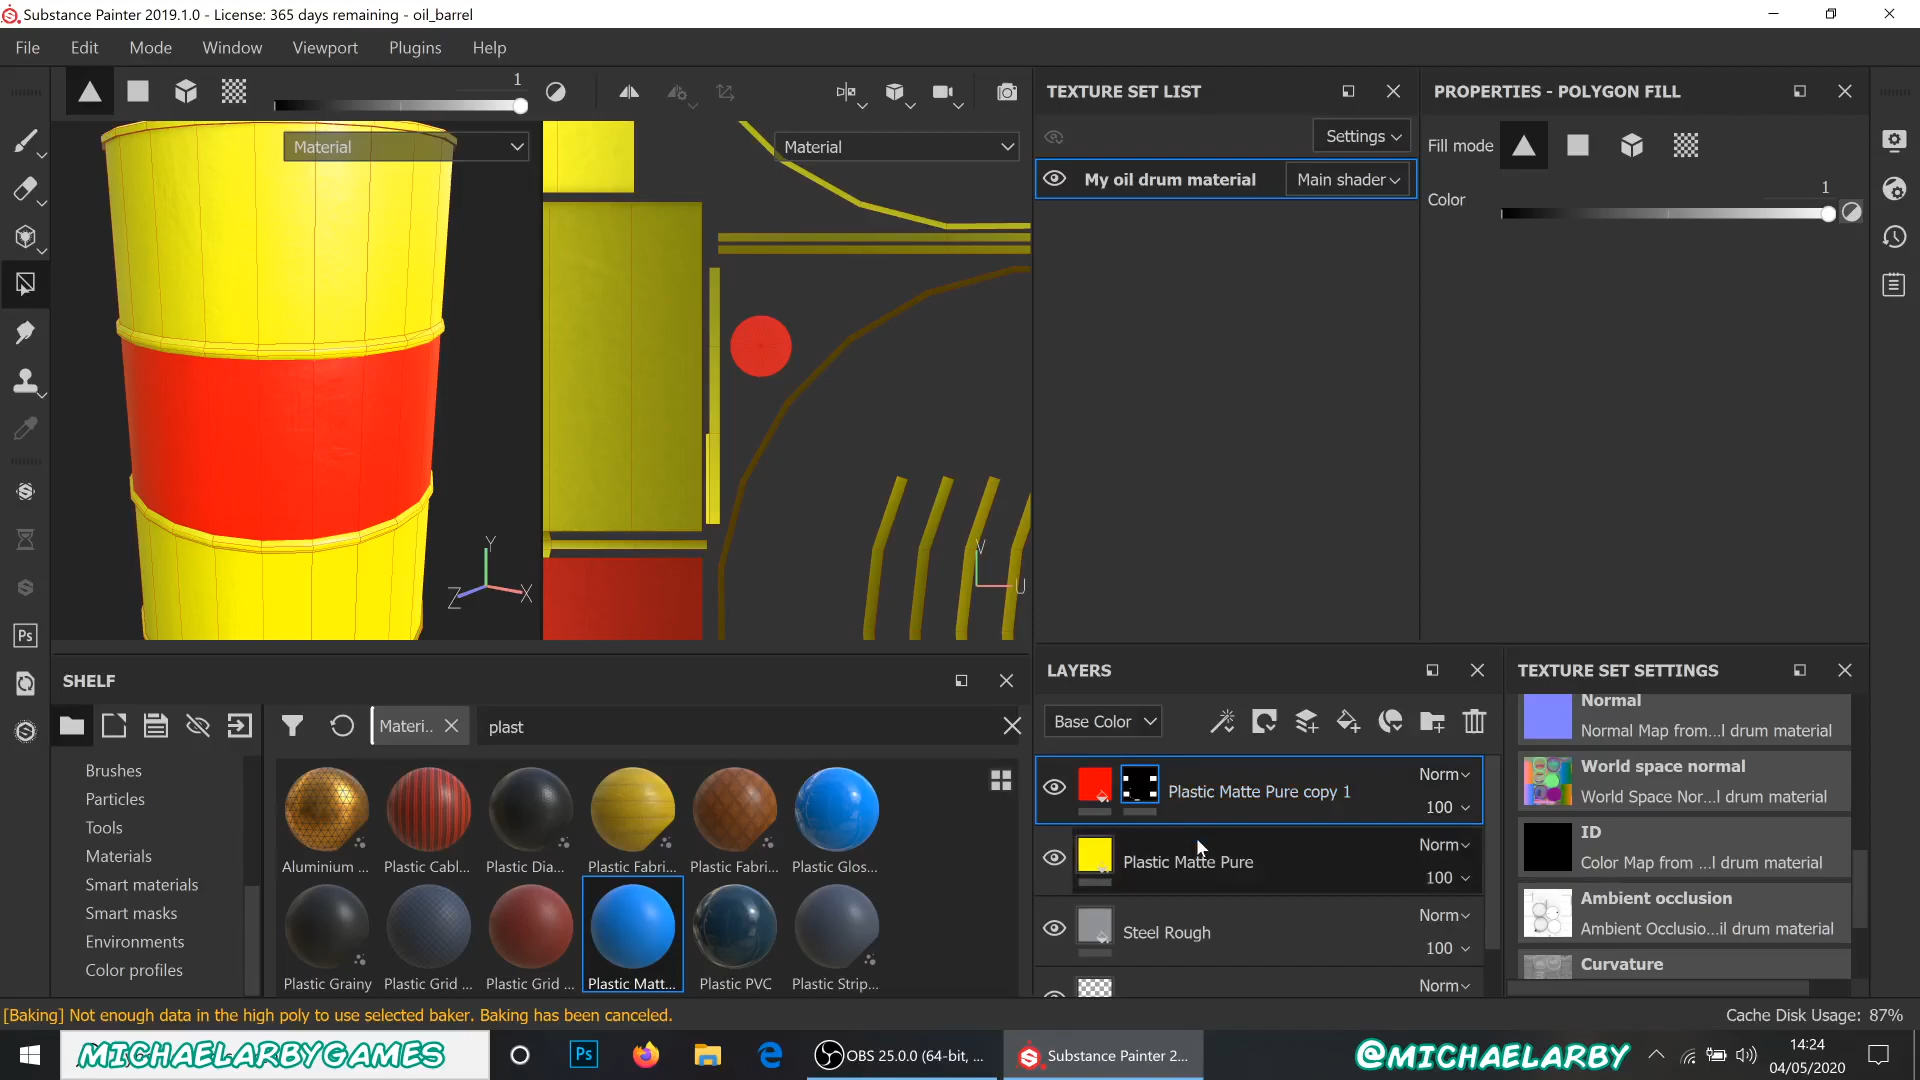 Substance Painter 2019.1.0 - License: 365 days remaining - oil_barrel
File Edit Mode Window Viewport Plugins Help
1
Material
Material
TEXTURE SET LIST
Settings
My oil drum material Main shader
PROPERTIES - POLYGON FILL
Fill mode
1
Color
Y
Z
X
V
U
Ps
SHELF
Materi..
plast
Brushes
Particles
Tools
Materials
Smart materials
Smart masks
Environments
Color profiles
Aluminium ... Plastic Cabl... Plastic Dia... Plastic Fabri... Plastic Fabri... Plastic Glos...
Plastic Grainy Plastic Grid ... Plastic Grid ... Plastic Matt... Plastic PVC Plastic Strip...
LAYERS
Base Color
Plastic Matte Pure copy 1 Norm 100
Plastic Matte Pure Norm 100
Steel Rough Norm 100
Norm
TEXTURE SET SETTINGS
Normal
Normal Map from...l drum material
World space normal
World Space Nor...l drum material
ID
Color Map from ...l drum material
Ambient occlusion
Ambient Occlusio...il drum material
Curvature
[Baking] Not enough data in the high poly to use selected baker. Baking has been canceled.
Cache Disk Usage: 87%
MICHAELARBYGAMES
Ps
OBS 25.0.0 (64-bit, ...
Substance Painter 2...
@MICHAELARBY
14:24
04/05/2020